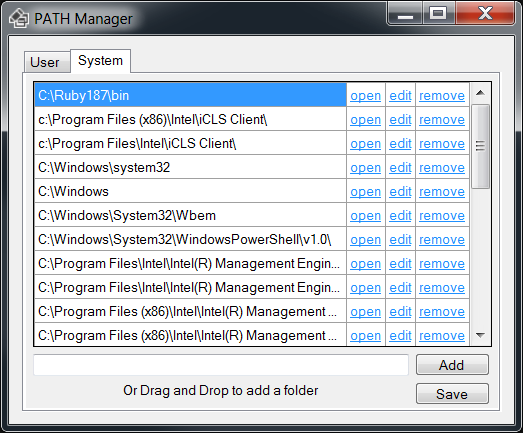 PATH Manager
User System
C:\Ruby187\bin open edit remove
c:\Program Files (x86)\Intel\iCLS Client\ open edit remove
c:\Program Files\Intel\iCLS Client\ open edit remove
C:\Windows\system32 open edit remove
C:\Windows open edit remove
C:\Windows\System32\Wbem open edit remove
C:\Windows\System32\WindowsPowerShell\v1.0\ open edit remove
C:\Program Files\Intel\Intel(R) Management Engin... open edit remove
C:\Program Files\Intel\Intel(R) Management Engin... open edit remove
C:\Program Files (x86)\Intel\Intel(R) Management ... open edit remove
C:\Program Files (x86)\Intel\Intel(R) Management ... open edit remove
Add
Or Drag and Drop to add a folder
Save